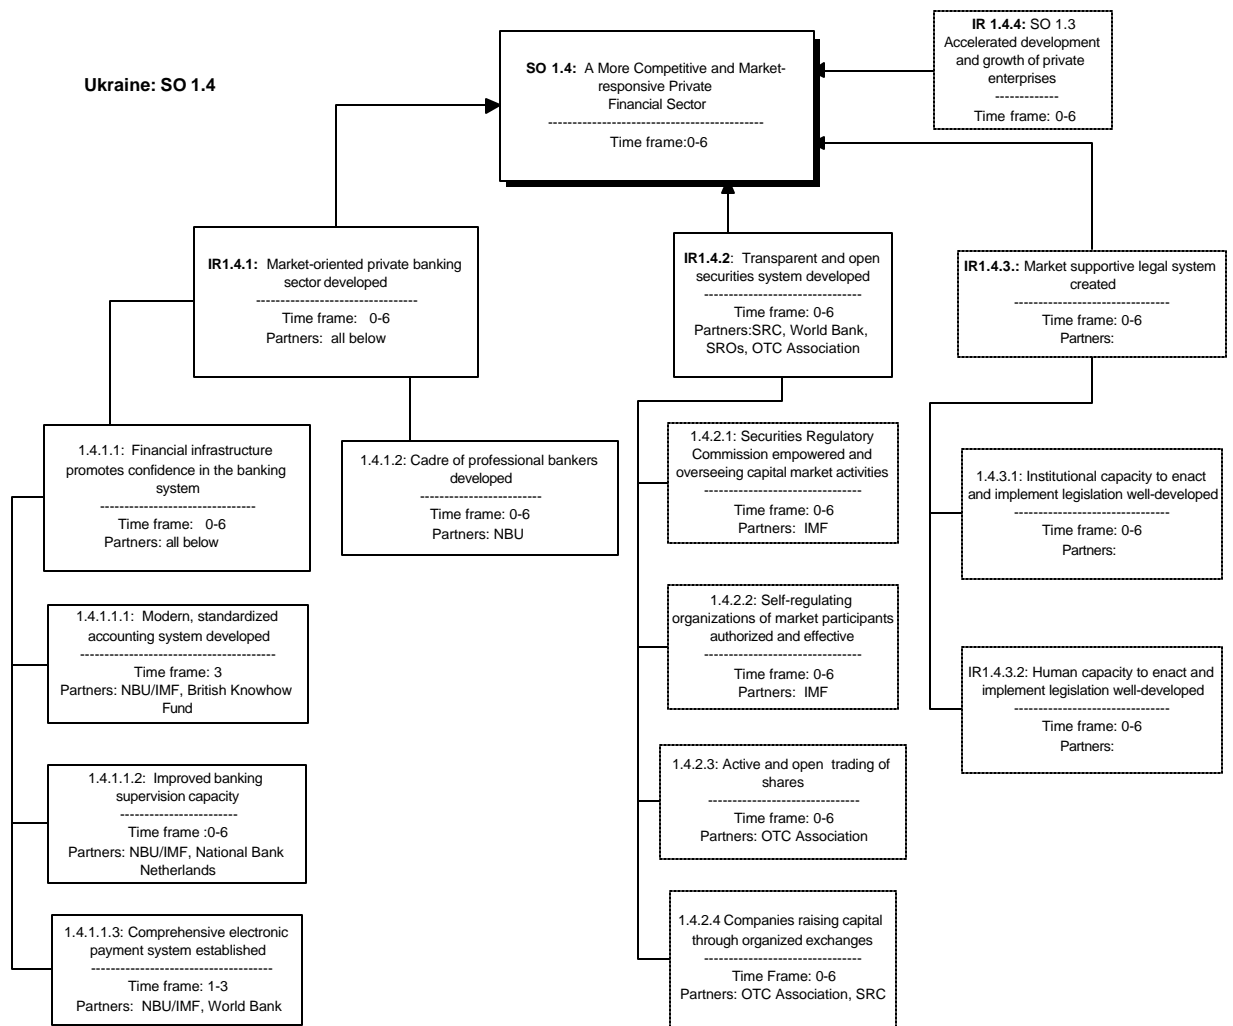 Ukraine: SO 1.4
SO 1.4: A More Competitive and Market-
responsive Private
Financial Sector
--------------------------------------------
Time frame:0-6
IR 1.4.4: SO 1.3
Accelerated development
and growth of private
enterprises
-------------
Time frame: 0-6
IR1.4.1: Market-oriented private banking
sector developed
---------------------------------
Time frame: 0-6
Partners: all below
IR1.4.2: Transparent and open
securities system developed
--------------------------------
Time frame: 0-6
Partners:SRC, World Bank,
SROs, OTC Association
IR1.4.3.: Market supportive legal system
created
--------------------------------
Time frame: 0-6
Partners:
1.4.1.1: Financial infrastructure
promotes confidence in the banking
system
--------------------------------
Time frame: 0-6
Partners: all below
1.4.1.2: Cadre of professional bankers
developed
-------------------------
Time frame: 0-6
Partners: NBU
1.4.1.1.1: Modern, standardized
accounting system developed
----------------------------------------
Time frame: 3
Partners: NBU/IMF, British Knowhow
Fund
1.4.1.1.2: Improved banking
supervision capacity
------------------------
Time frame :0-6
Partners: NBU/IMF, National Bank
Netherlands
1.4.1.1.3: Comprehensive electronic
payment system established
-------------------------------------
Time frame: 1-3
Partners: NBU/IMF, World Bank
1.4.2.1: Securities Regulatory
Commission empowered and
overseeing capital market activities
--------------------------------
Time frame: 0-6
Partners: IMF
1.4.2.2: Self-regulating
organizations of market participants
authorized and effective
--------------------------------
Time frame: 0-6
Partners: IMF
1.4.2.3: Active and open trading of
shares
-------------------------------
Time frame: 0-6
Partners: OTC Association
1.4.2.4 Companies raising capital
through organized exchanges
--------------------------------
Time Frame: 0-6
Partners: OTC Association, SRC
1.4.3.1: Institutional capacity to enact
and implement legislation well-developed
--------------------------------
Time frame: 0-6
Partners:
IR1.4.3.2: Human capacity to enact and
implement legislation well-developed
--------------------------------
Time frame: 0-6
Partners: